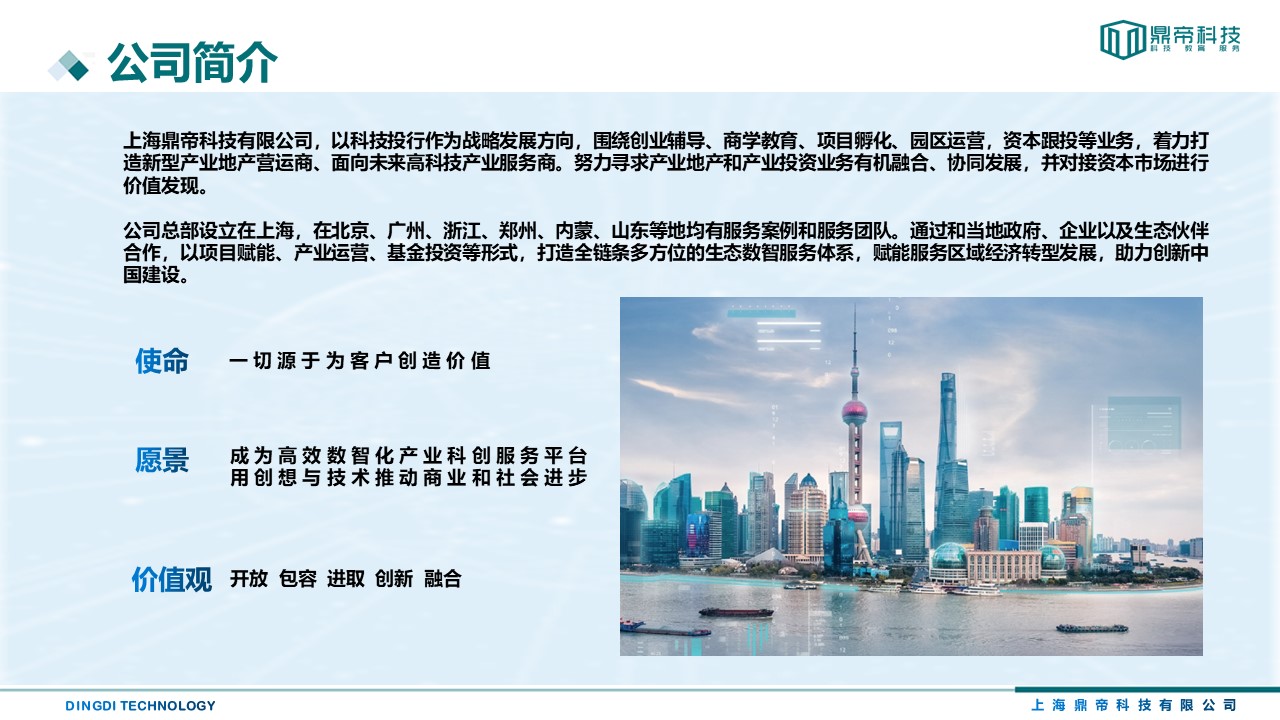 公司简介
鼎帝科技
科技 教育 服务
上海鼎帝科技有限公司，以科技投行作为战略发展方向，围绕创业辅导、商学教育、项目孵化、园区运营，资本跟投等业务，着力打
造新型产业地产营运商、面向未来高科技产业服务商。努力寻求产业地产和产业投资业务有机融合、协同发展，并对接资本市场进行
价值发现。
公司总部设立在上海，在北京、广州、浙江、郑州、内蒙、山东等地均有服务案例和服务团队。通过和当地政府、企业以及生态伙伴
合作，以项目赋能、产业运营、基金投资等形式，打造全链条多方位的生态数智服务体系，赋能服务区域经济转型发展，助力创新中
国建设。
使命 一切源于为客户创造价值
愿景 成为高效数智化产业科创服务平台
用创想与技术推动商业和社会进步
价值观 开放 包容 进取 创新 融合
DINGDI TECHNOLOGY
上海鼎帝科技有限公司